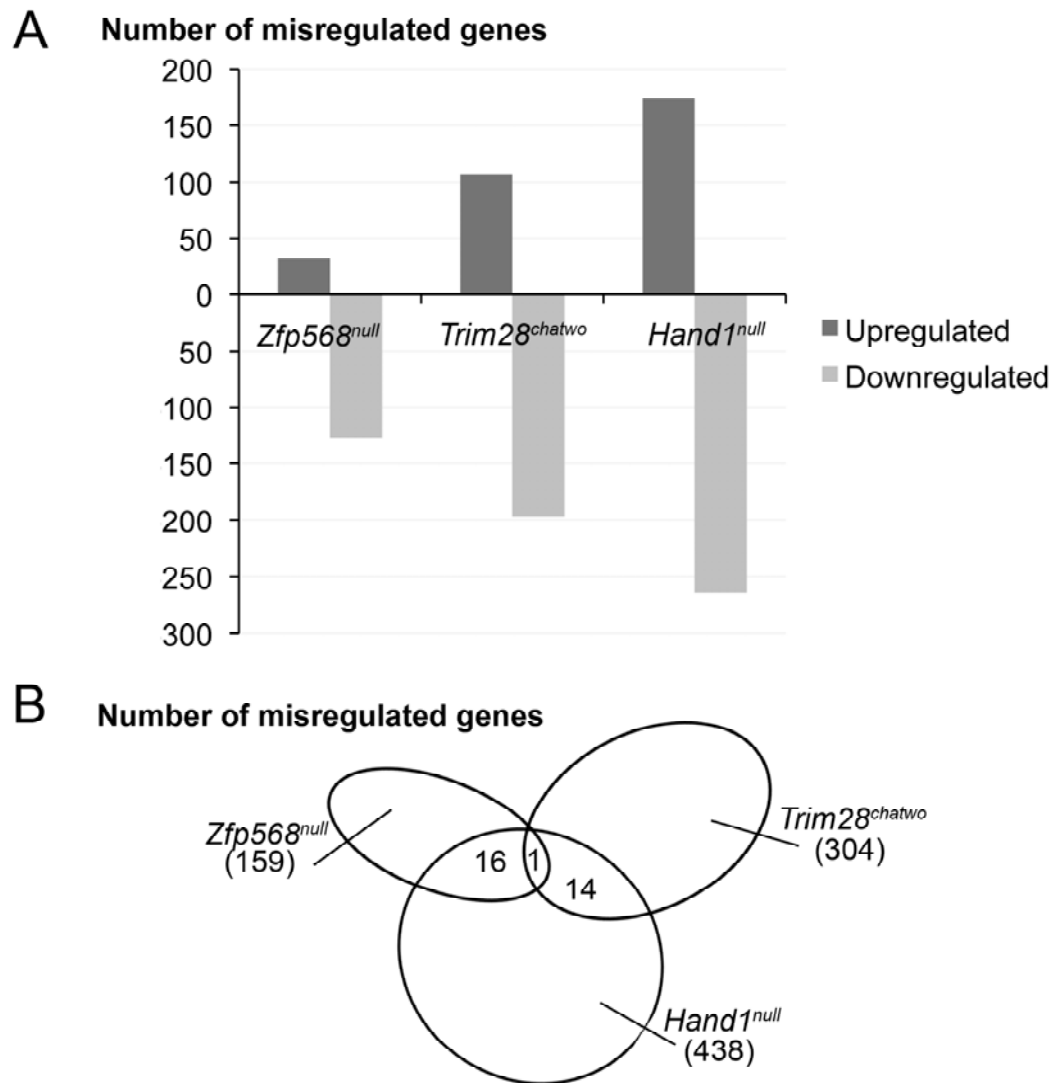 A
Number of misregulated genes
200
150
100
50
0
50
100
150
200
250
300
Zfp568null
Trim28chatwo
Hand1null
Upregulated
Downregulated
B
Number of misregulated genes
Zfp568null
(159)
16
1
14
Trim28chatwo
(304)
Hand1null
(438)